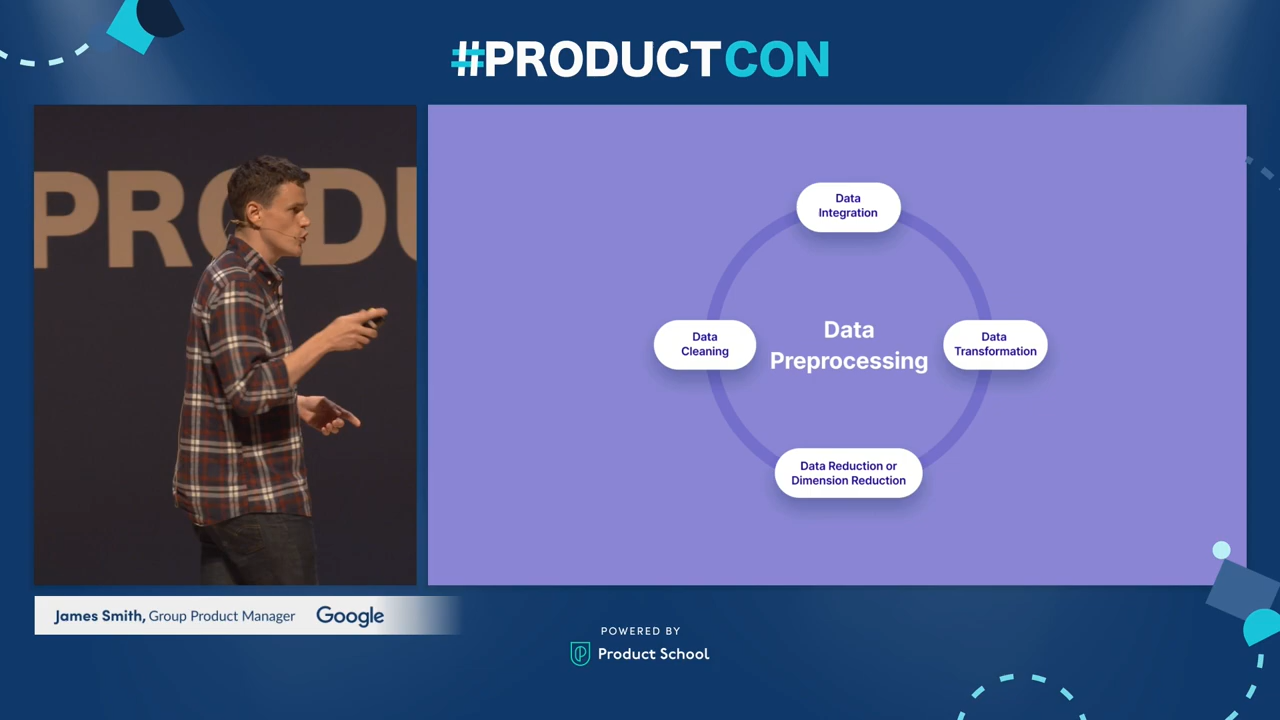 #PRODUCTCON
PRODU
Data
Integration
Data
Cleaning
Data
Preprocessing
Data
Transformation
Data Reduction or
Dimension Reduction
James Smith, Group Product Manager Google
POWERED BY
Product School